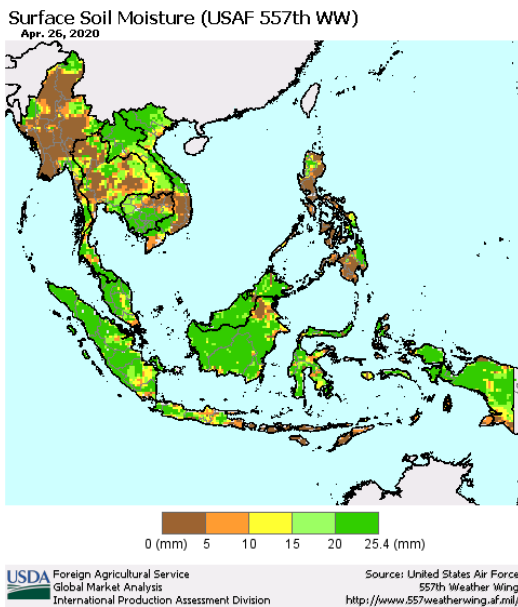 Surface Soil Moisture (USAF 557th WW)
Apr. 26, 2020
0 (mm) 5 10 15 20 25.4 (mm)
USDA Foreign Agricultural Service
Global Market Analysis
International Production Assessment Division
Source: United States Air Force
557th Weather Wing
http://www.557weatherwing.af.mil/